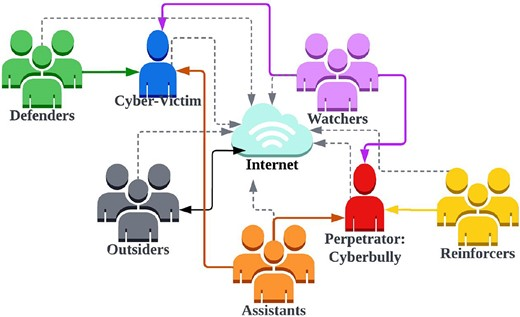 Defenders
Cyber-Victim
Watchers
Internet
Outsiders
Perpetrator:
Cyberbully
Reinforcers
Assistants